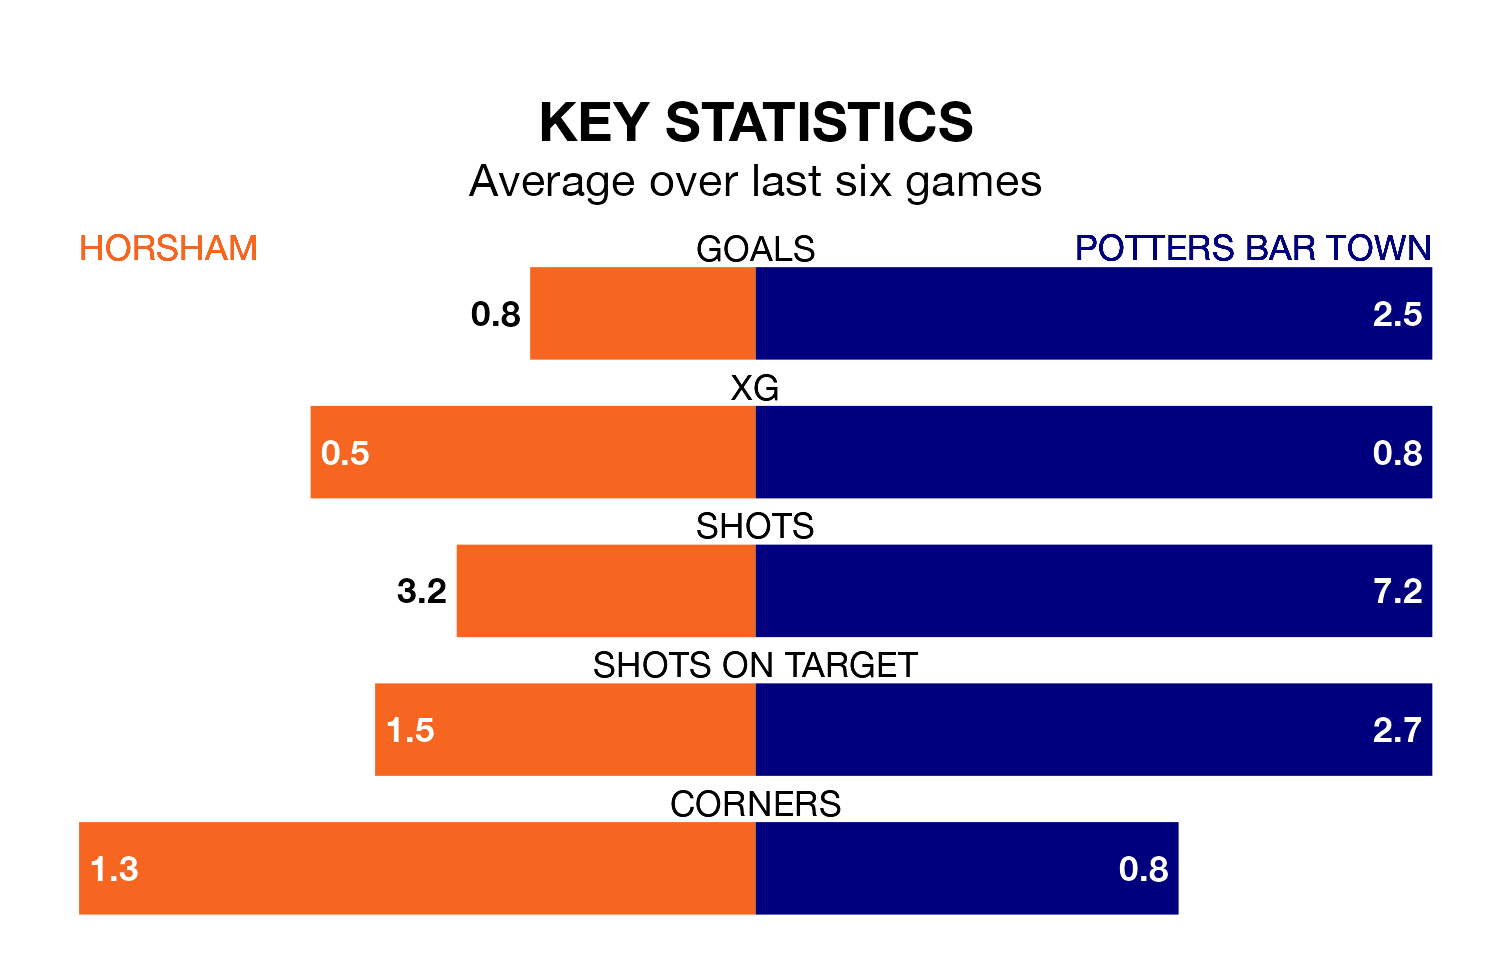 KEY STATISTICS
Average over last six games
HORSHAM
GOALS
POTTERS BAR TOWN
0.8
2.5
XG
0.5
0.8
SHOTS
3.2
7.2
SHOTS ON TARGET
1.5
2.7
CORNERS
1.3
0.8